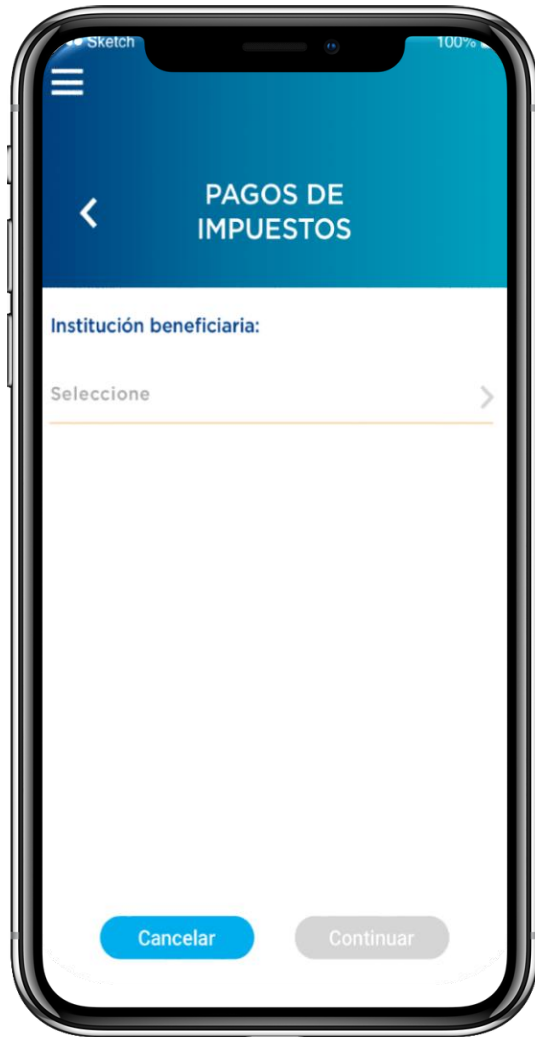 Sketch
100%
PAGOS DE
IMPUESTOS
Institución beneficiaria:
Seleccione
Cancelar
Continuar